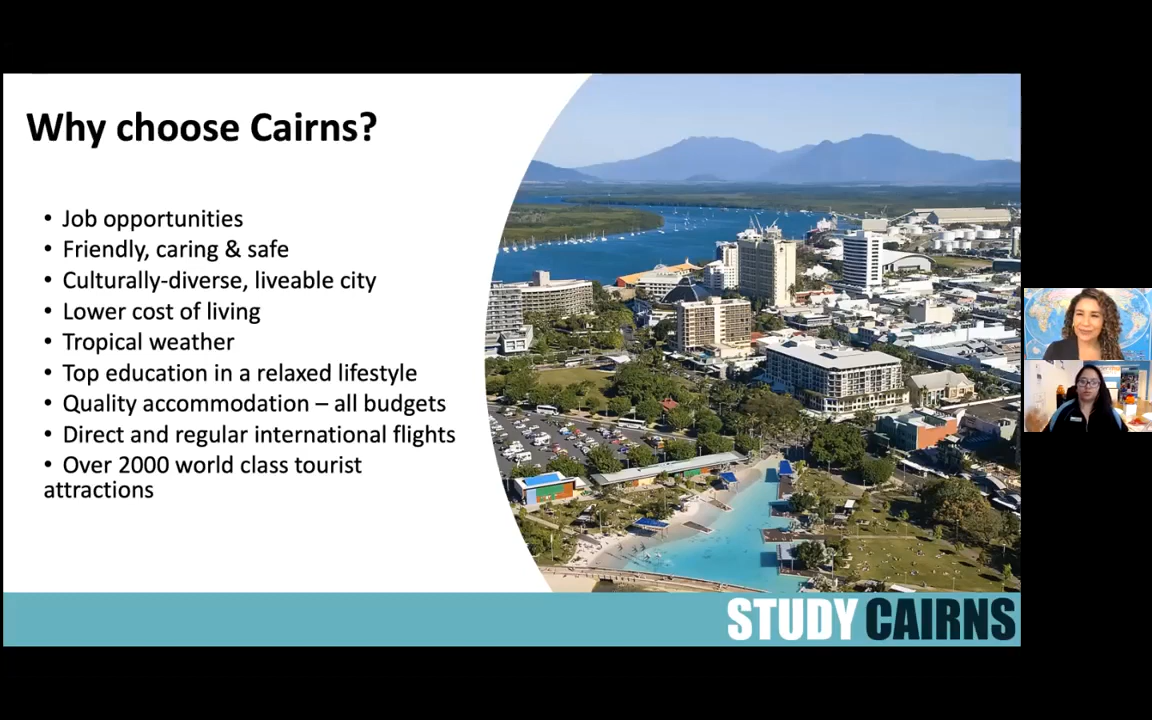 Why choose Cairns?
• Job opportunities
• Friendly, caring & safe
• Culturally-diverse, liveable city
• Lower cost of living
• Tropical weather
• Top education in a relaxed lifestyle
• Quality accommodation – all budgets
• Direct and regular international flights
• Over 2000 world class tourist
attractions
STUDY CAIRNS